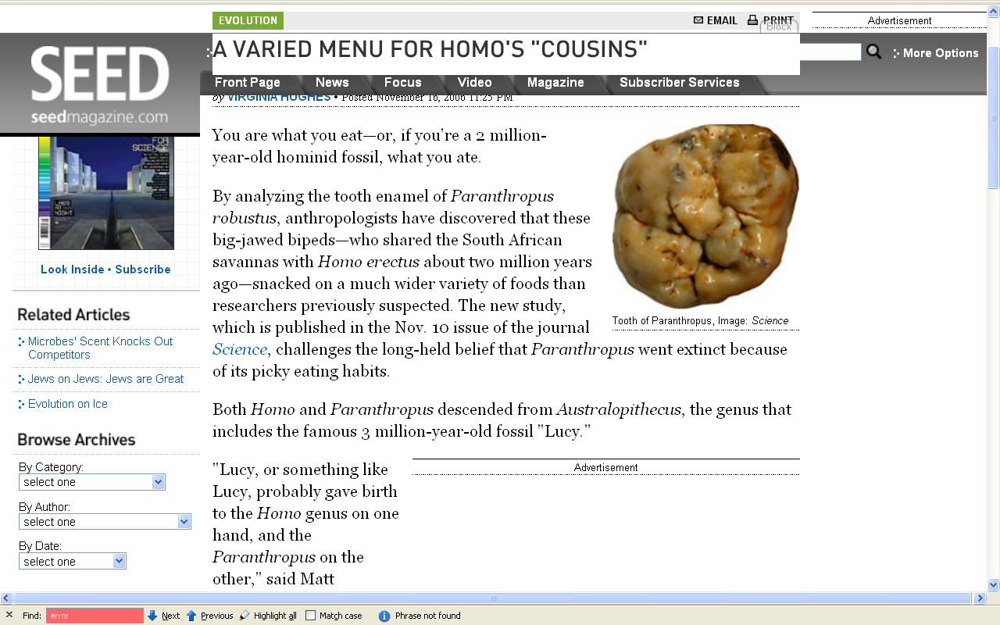 EVOLUTION
EMAIL PRINT
Block
Advertisement
A VARIED MENU FOR HOMO'S "COUSINS"
SEED
seedmagazine.com
More Options
Front Page News Focus Video Magazine Subscriber Services
by VIRGINIA HUGHES • Posted November 16, 2006 11:25 PM
FOR
SCIENCE
LABS AT
NIGHT
Look Inside • Subscribe
Related Articles
Microbes' Scent Knocks Out
Competitors
Jews on Jews: Jews are Great
Evolution on Ice
Browse Archives
By Category:
select one
By Author:
select one
By Date:
select one
You are what you eat—or, if you're a 2 million-
year-old hominid fossil, what you ate.
By analyzing the tooth enamel of Paranthropus
robustus, anthropologists have discovered that these
big-jawed bipeds—who shared the South African
savannas with Homo erectus about two million years
ago—snacked on a much wider variety of foods than
researchers previously suspected. The new study,
which is published in the Nov. 10 issue of the journal
Science, challenges the long-held belief that Paranthropus went extinct because
of its picky eating habits.
Tooth of Paranthropus, Image: Science
Both Homo and Paranthropus descended from Australopithecus, the genus that
includes the famous 3 million-year-old fossil "Lucy."
"Lucy, or something like
Lucy, probably gave birth
to the Homo genus on one
hand, and the
Paranthropus on the
other," said Matt
Advertisement
Find: error Next Previous Highlight all Match case Phrase not found